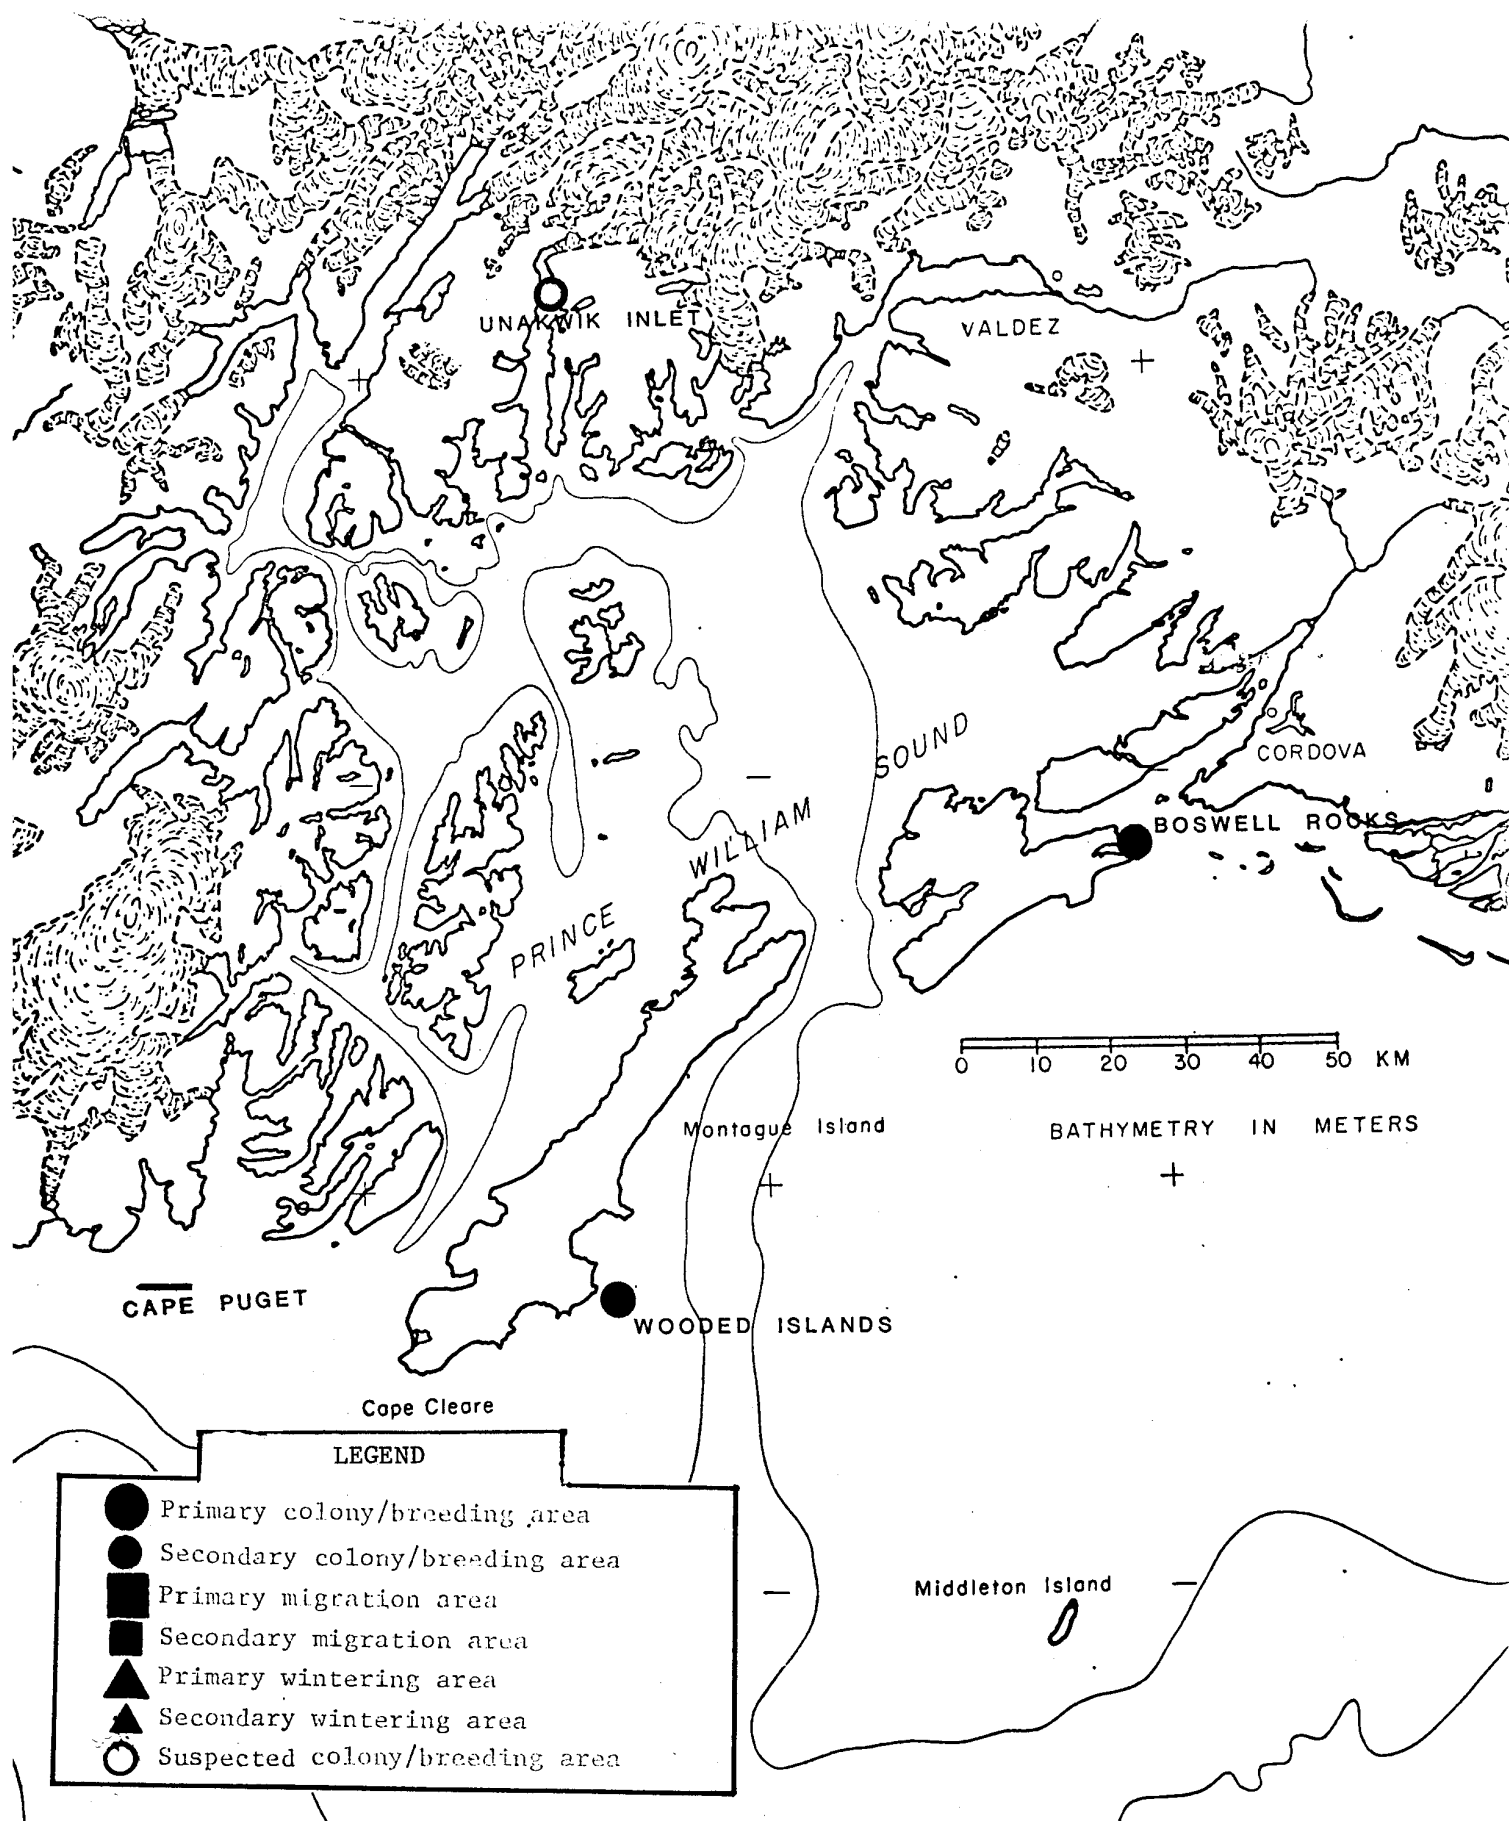 UNAKWIK INLET
VALDEZ
CORDOVA
SOUND
WILLIAM
PRINCE
BOSWELL ROCKS
0 10 20 30 40 50 KM
Montague Island
BATHYMETRY IN METERS
CAPE PUGET
WOODED ISLANDS
Cape Cleare
LEGEND
Primary colony/breeding area
Secondary colony/breeding area
Primary migration area
Secondary migration area
Primary wintering area
Secondary wintering area
Suspected colony/breeding area
Middleton Island